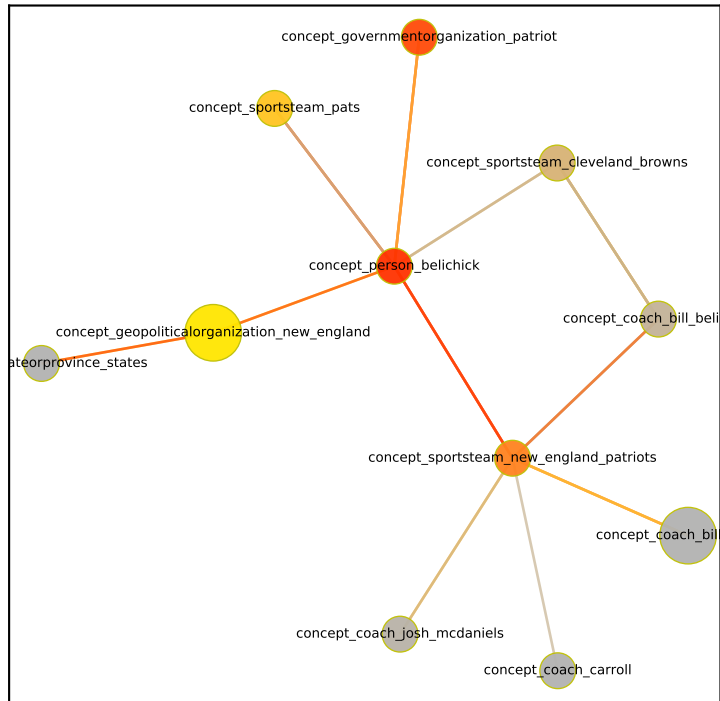 concept_governmentorganization_patriot
concept_sportsteam_pats
concept_sportsteam_cleveland_browns
concept_person_belichick
concept_coach_bill_beli
concept_geopoliticalorganization_new_england
ateorprovince_states
concept_sportsteam_new_england_patriots
concept_coach_bill
concept_coach_josh_mcdaniels
concept_coach_carroll